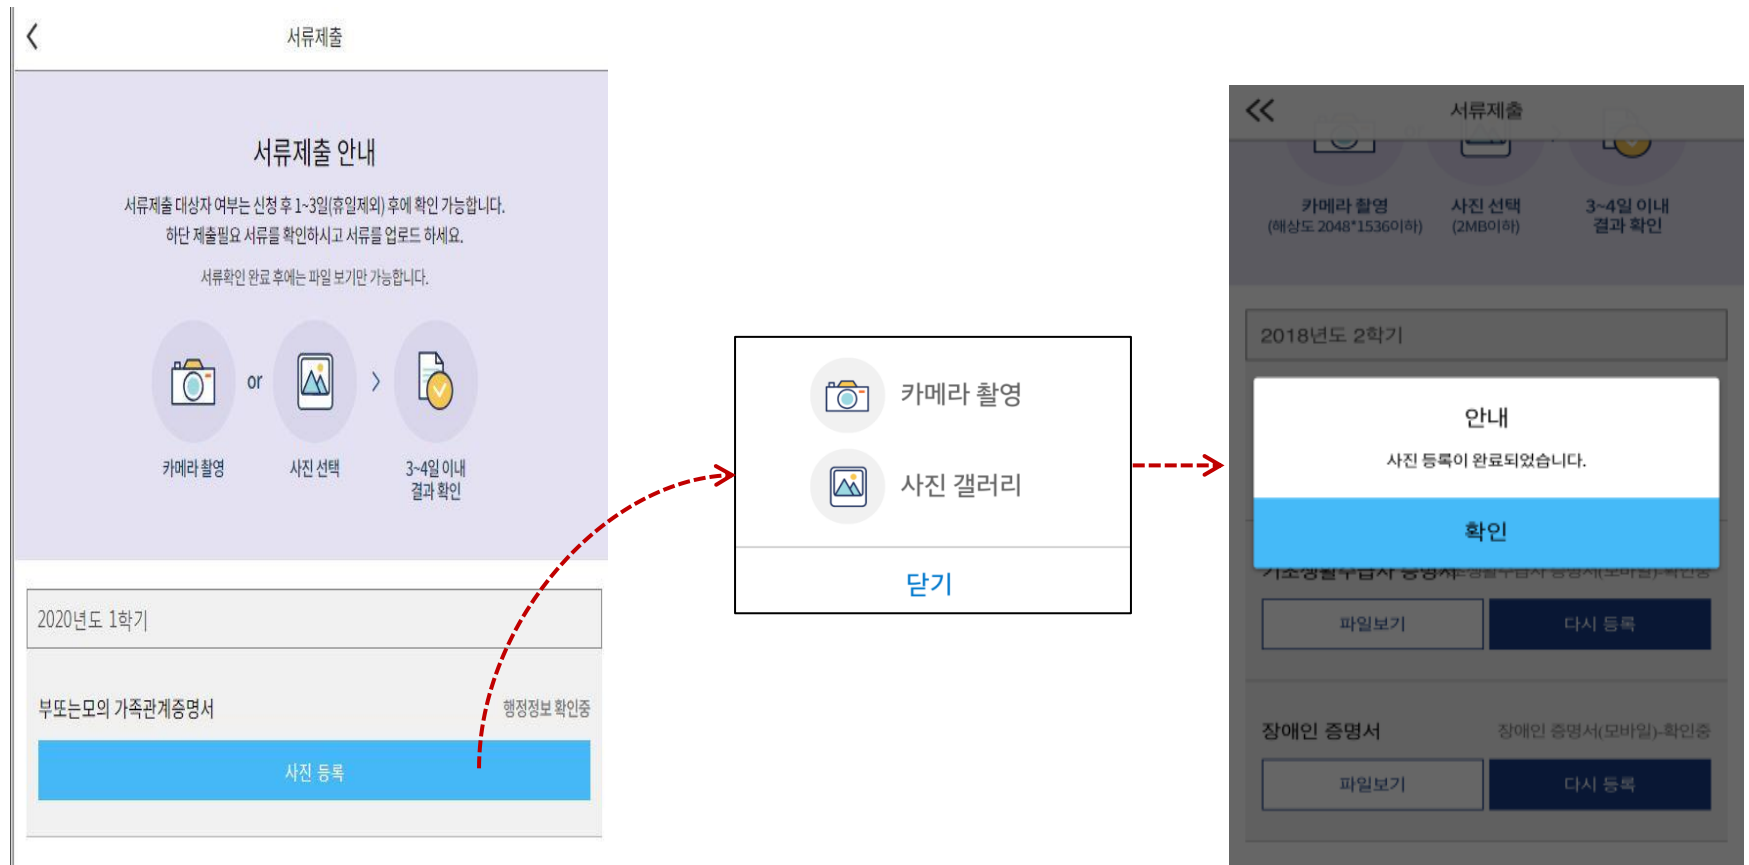 서류제출
서류제출 안내
서류제출 대상자 여부는 신청 후 1~3일(휴일제외) 후에 확인 가능합니다.
하단 제출필요 서류를 확인하시고 서류를 업로드 하세요.
서류확인 완료 후에는 파일 보기만 가능합니다.
or
카메라 촬영 사진 선택 3~4일 이내
결과 확인
2020년도 1학기
부또는모의 가족관계증명서 행정정보 확인중
사진 등록
카메라 촬영
사진 갤러리
닫기
서류제출
or
카메라 촬영 사진 선택 3~4일 이내
(해상도 2048*1536이하) (2MB이하) 결과 확인
2018년도 2학기
안내
사진 등록이 완료되었습니다.
확인
기초생활수급자 증명서
파일보기 다시 등록
장애인 증명서 장애인 증명서(모바일)-확인중
파일보기 다시 등록